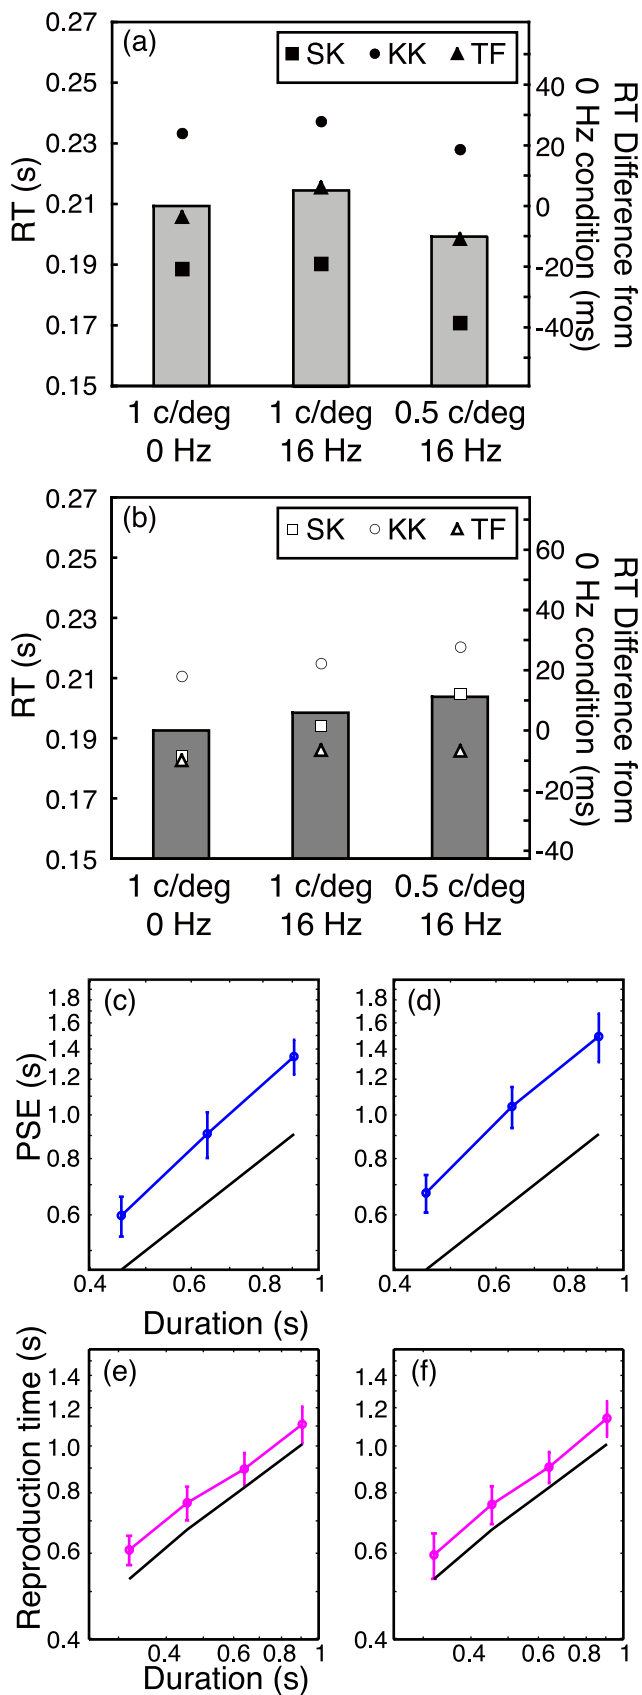 (a)
■ SK ● KK ▲ TF
0.27
0.25
0.23
0.21
0.19
0.17
0.15
RT (s)
40
20
0
-20
-40
RT Difference from
0 Hz condition (ms)
1 c/deg
0 Hz
1 c/deg
16 Hz
0.5 c/deg
16 Hz
(b)
□ SK ○ KK △ TF
0.27
0.25
0.23
0.21
0.19
0.17
0.15
RT (s)
60
40
20
0
-20
-40
RT Difference from
0 Hz condition (ms)
1 c/deg
0 Hz
1 c/deg
16 Hz
0.5 c/deg
16 Hz
(c)
PSE (s)
1.8
1.6
1.4
1.2
1.0
0.8
0.6
0.4
0.6
0.8
1
(d)
1.8
1.6
1.4
1.2
1.0
0.8
0.6
0.4
0.6
0.8
1
Duration (s)
(e)
Reproduction time (s)
1.4
1.2
1.0
0.8
0.6
0.4
0.4
0.6
0.8
1
(f)
1.4
1.2
1.0
0.8
0.6
0.4
0.4
0.6
0.8
1
Duration (s)